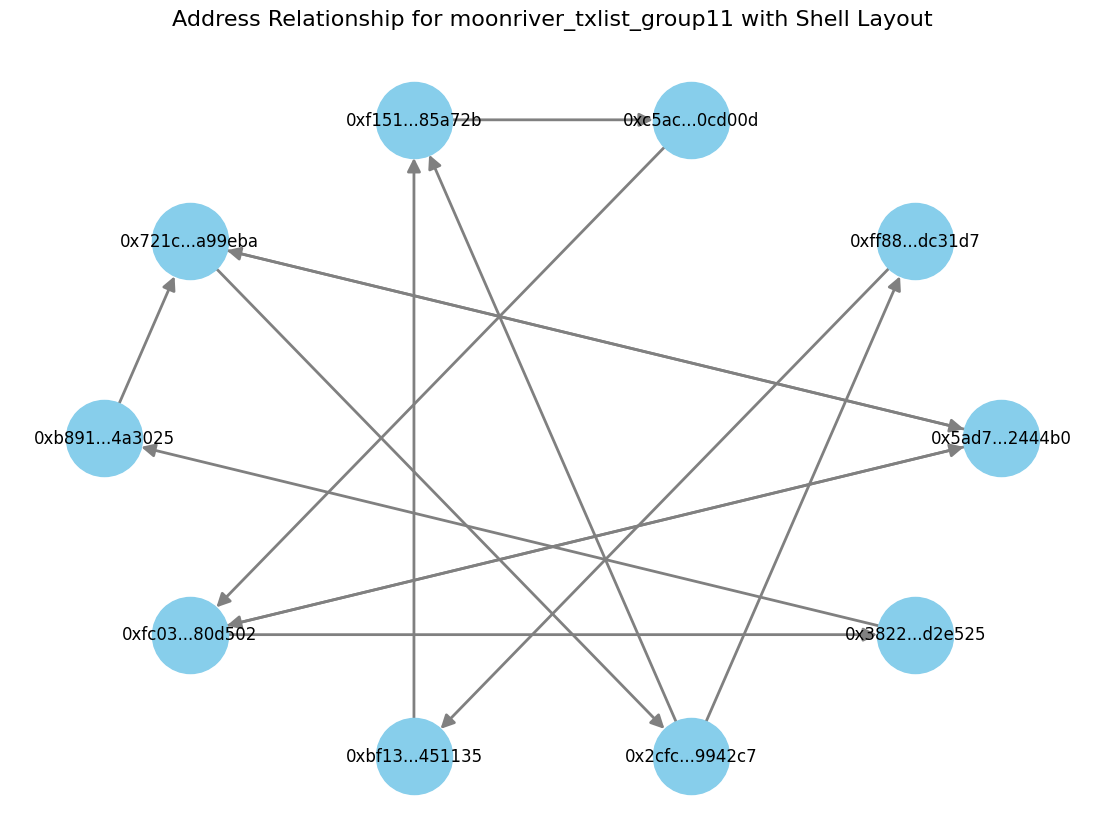 Address Relationship for moonriver_txlist_group11 with Shell Layout
0xf151...85a72b
0xc5ac...0cd00d
0x721c...a99eba
0xff88...dc31d7
0xb891...4a3025
0x5ad7...2444b0
0xfc03...80d502
0x3822...d2e525
0xbf13...451135
0x2cfc...9942c7